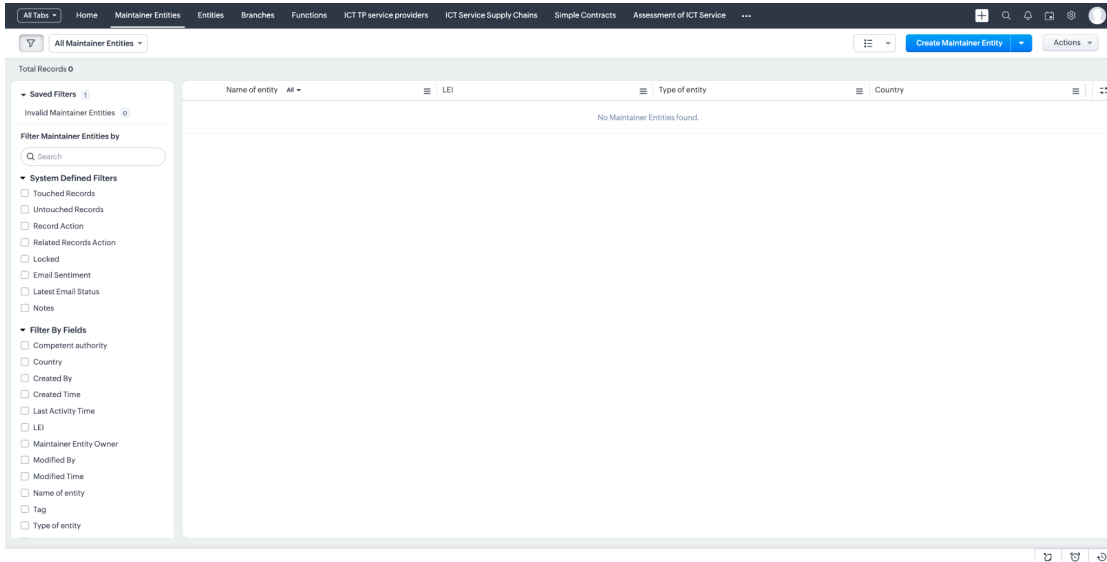 All Tabs Home Maintainer Entities Entities Branches Functions ICT TP service providers ICT Service Supply Chains Simple Contracts Assessment of ICT Service
All Maintainer Entities Create Maintainer Entity Actions
Total Records 0
Saved Filters 1
Invalid Maintainer Entities 0
Filter Maintainer Entities by
Search
System Defined Filters
Touched Records
Untouched Records
Record Action
Related Records Action
Locked
Email Sentiment
Latest Email Status
Notes
Filter By Fields
Competent authority
Country
Created By
Created Time
Last Activity Time
LEI
Maintainer Entity Owner
Modified By
Modified Time
Name of entity
Tag
Type of entity
Name of entity All LEI Type of entity Country
No Maintainer Entities found.